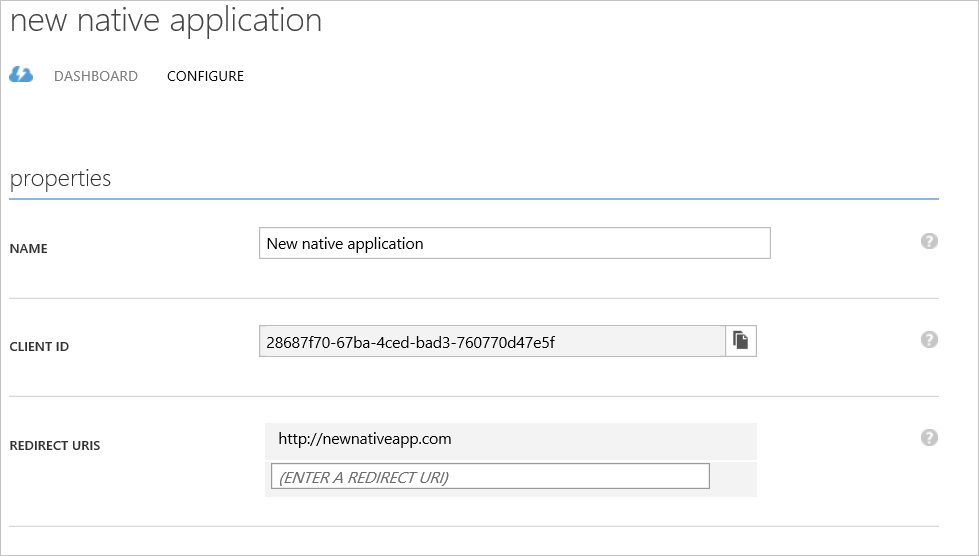 new native application
DASHBOARD CONFIGURE
properties
NAME New native application ?
CLIENT ID 28687f70-67ba-4ced-bad3-760770d47e5f ?
REDIRECT URIS http://newnativeapp.com ?
(ENTER A REDIRECT URI)